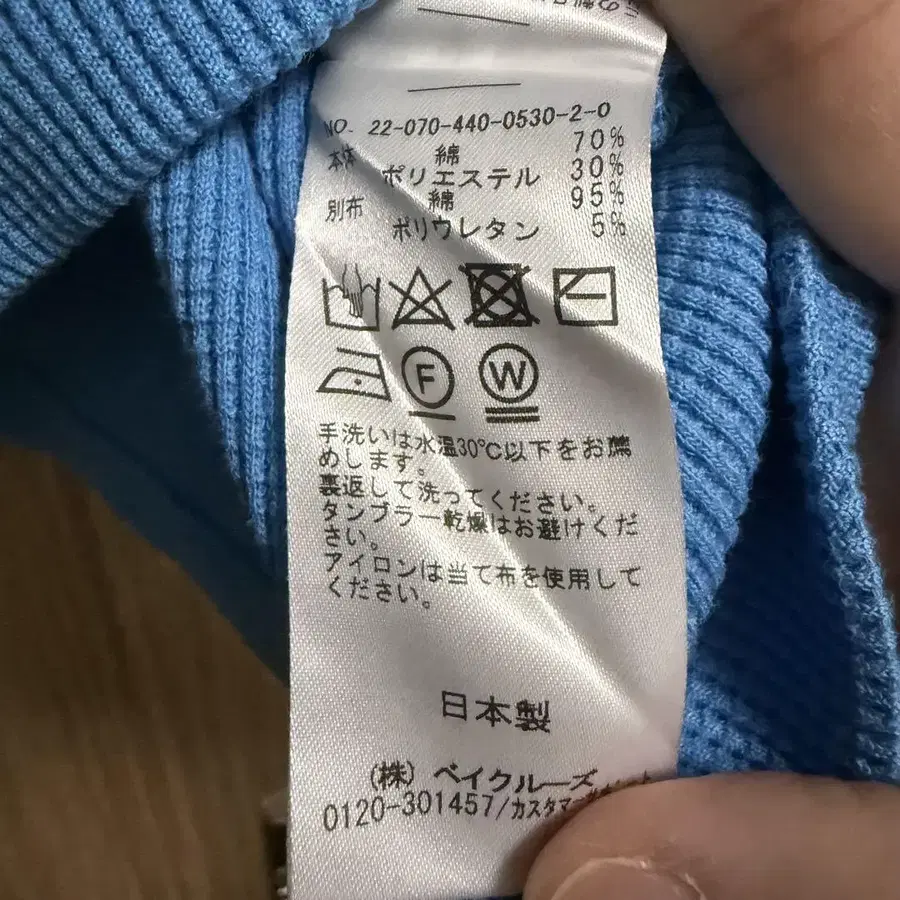 NO. 22-070-440-0530-2-0
本体 綿 70%
ポリエステル 30%
別布 綿 95%
ポリウレタン 5%
F W
手洗いは水温30℃以下をお薦
めします。
裏返して洗ってください。
タンブラー乾燥はお避けくだ
さい。
アイロンは当て布を使用して
ください。
日本製
(株) ベイクルーズ
0120-301457/カスタマー